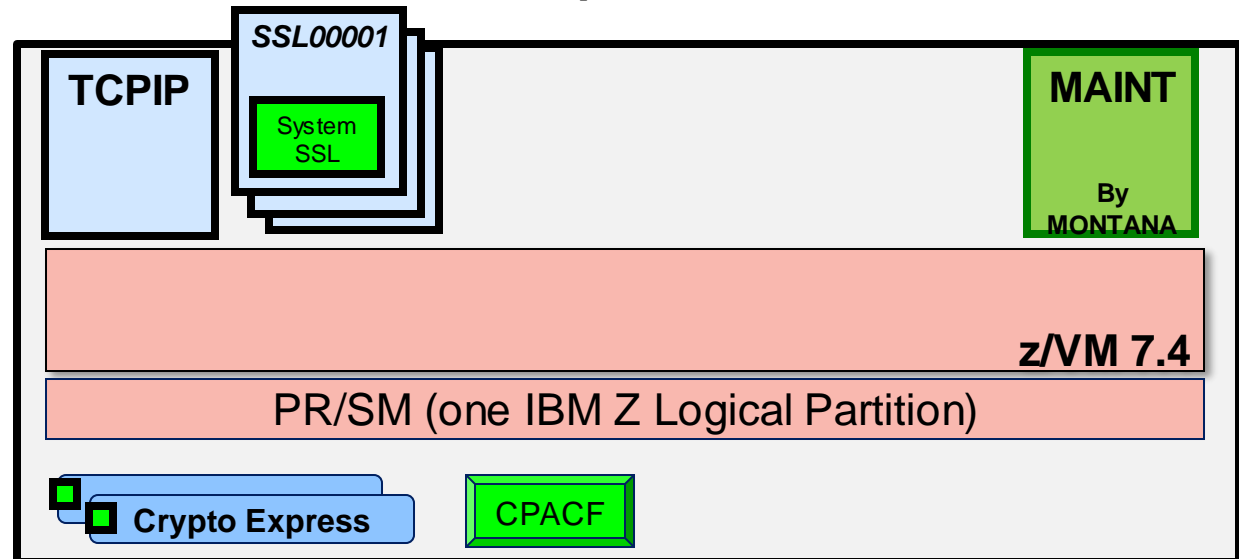 SSL00001
TCPIP
System
SSL
MAINT
By
MONTANA
z/VM 7.4
PR/SM (one IBM Z Logical Partition)
Crypto Express
CPACF